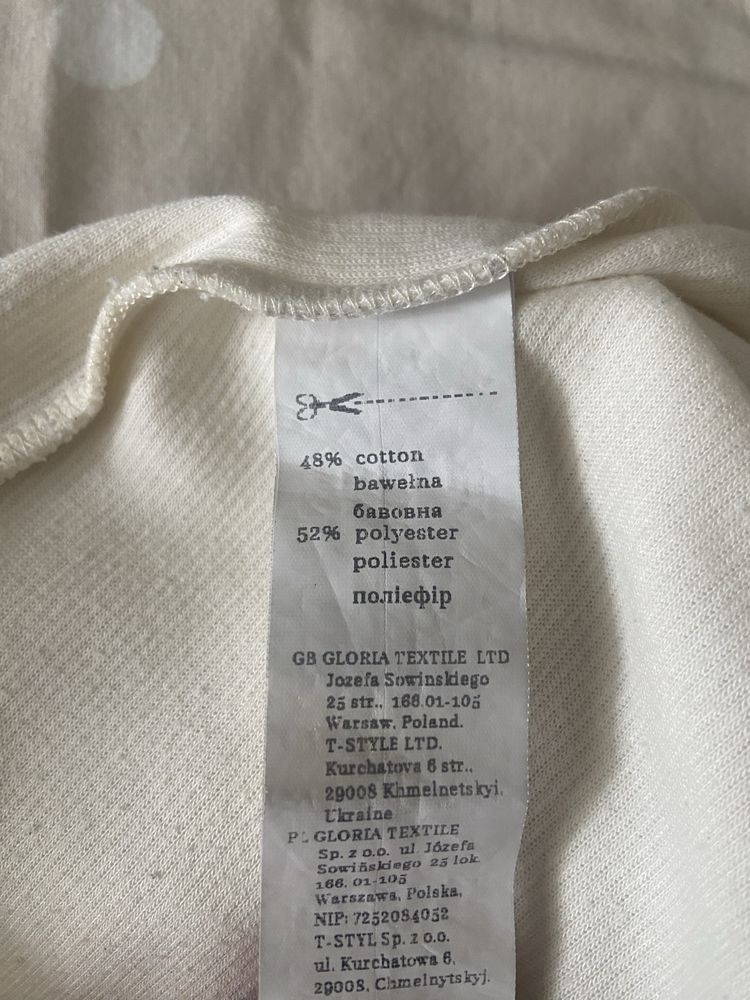 48% cotton
bawełna
бавовна
52% polyester
poliester
поліефір
GB GLORIA TEXTILE LTD
Jozefa Sowinskiego
25 str., 166.01-105
Warsaw, Poland.
T-STYLE LTD.
Kurchatova 6 str.,
29008 Khmelnetskyi.
Ukraine
PL GLORIA TEXTILE
Sp. z o.o. ul. Józefa
Sowińskiego 25 lok.
166. 01-105
Warszawa, Polska,
NIP: 7252084052
T-STYL Sp. z o.o.
ul. Kurchatowa 6,
29008, Chmelnytskyj.